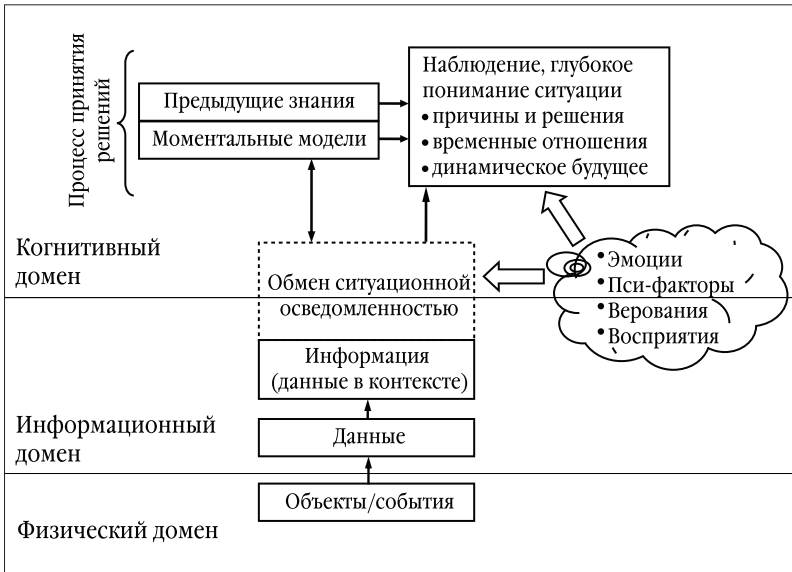 Процесс принятия
решений
Предыдущие знания
Моментальные модели
Наблюдение, глубокое
понимание ситуации
• причины и решения
• временные отношения
• динамическое будущее
Когнитивный
домен
Обмен ситуационной
осведомленностью
• Эмоции
• Пси-факторы
• Верования
• Восприятия
Информация
(данные в контексте)
Информационный
домен
Данные
Объекты/события
Физический домен